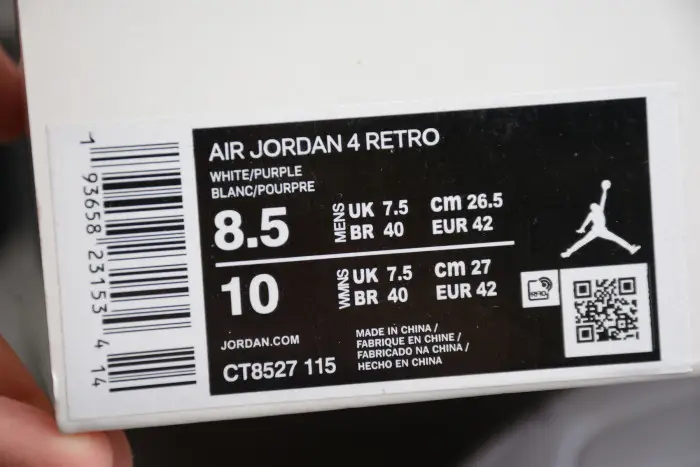 1 93658 23153 4 14
AIR JORDAN 4 RETRO
WHITE/PURPLE
BLANC/POURPRE
8.5 MENS UK 7.5 cm 26.5
BR 40 EUR 42
10 WMNS UK 7.5 cm 27
BR 40 EUR 42
JORDAN.COM
CT8527 115
MADE IN CHINA /
FABRIQUE EN CHINE /
FABRICADO NA CHINA /
HECHO EN CHINA
RFID